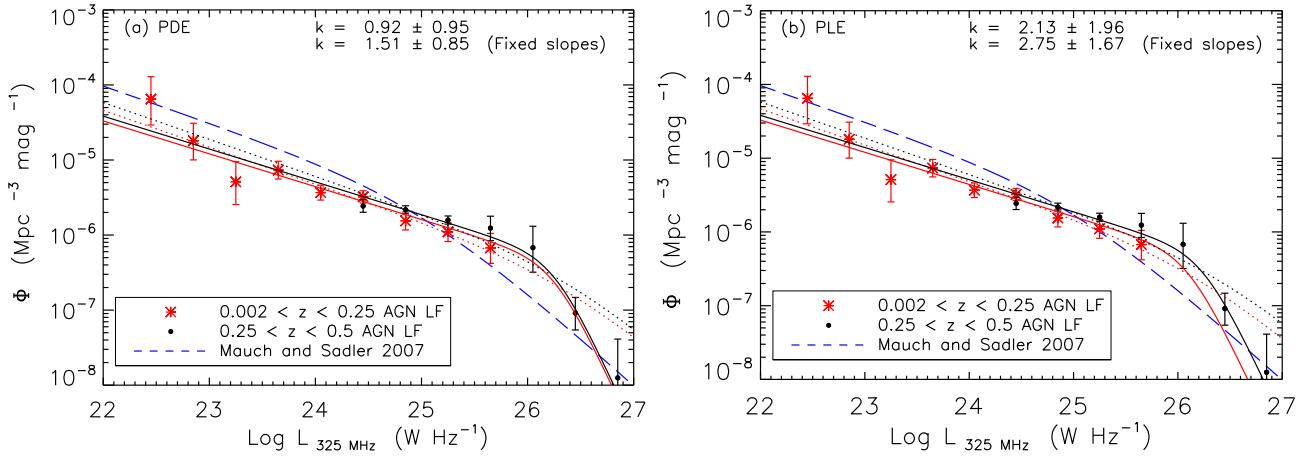 (a) PDE
k = 0.92 ± 0.95
k = 1.51 ± 0.85 (Fixed slopes)
10⁻³
10⁻⁴
10⁻⁵
10⁻⁶
10⁻⁷
10⁻⁸
Φ (Mpc ⁻³ mag ⁻¹)
0.002 < z < 0.25 AGN LF
0.25 < z < 0.5 AGN LF
Mauch and Sadler 2007
22 23 24 25 26 27
Log L 325 MHz (W Hz⁻¹)
(b) PLE
k = 2.13 ± 1.96
k = 2.75 ± 1.67 (Fixed slopes)
10⁻³
10⁻⁴
10⁻⁵
10⁻⁶
10⁻⁷
10⁻⁸
Φ (Mpc ⁻³ mag ⁻¹)
0.002 < z < 0.25 AGN LF
0.25 < z < 0.5 AGN LF
Mauch and Sadler 2007
22 23 24 25 26 27
Log L 325 MHz (W Hz⁻¹)